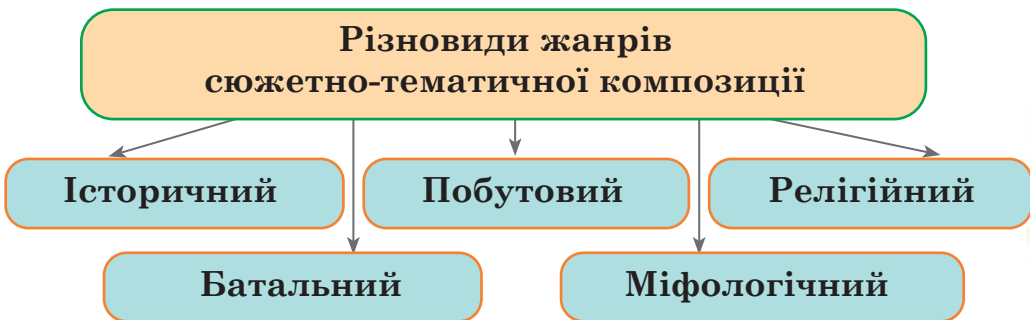 Різновиди жанрів
сюжетно-тематичної композиції
Історичний
Побутовий
Релігійний
Батальний
Міфологічний